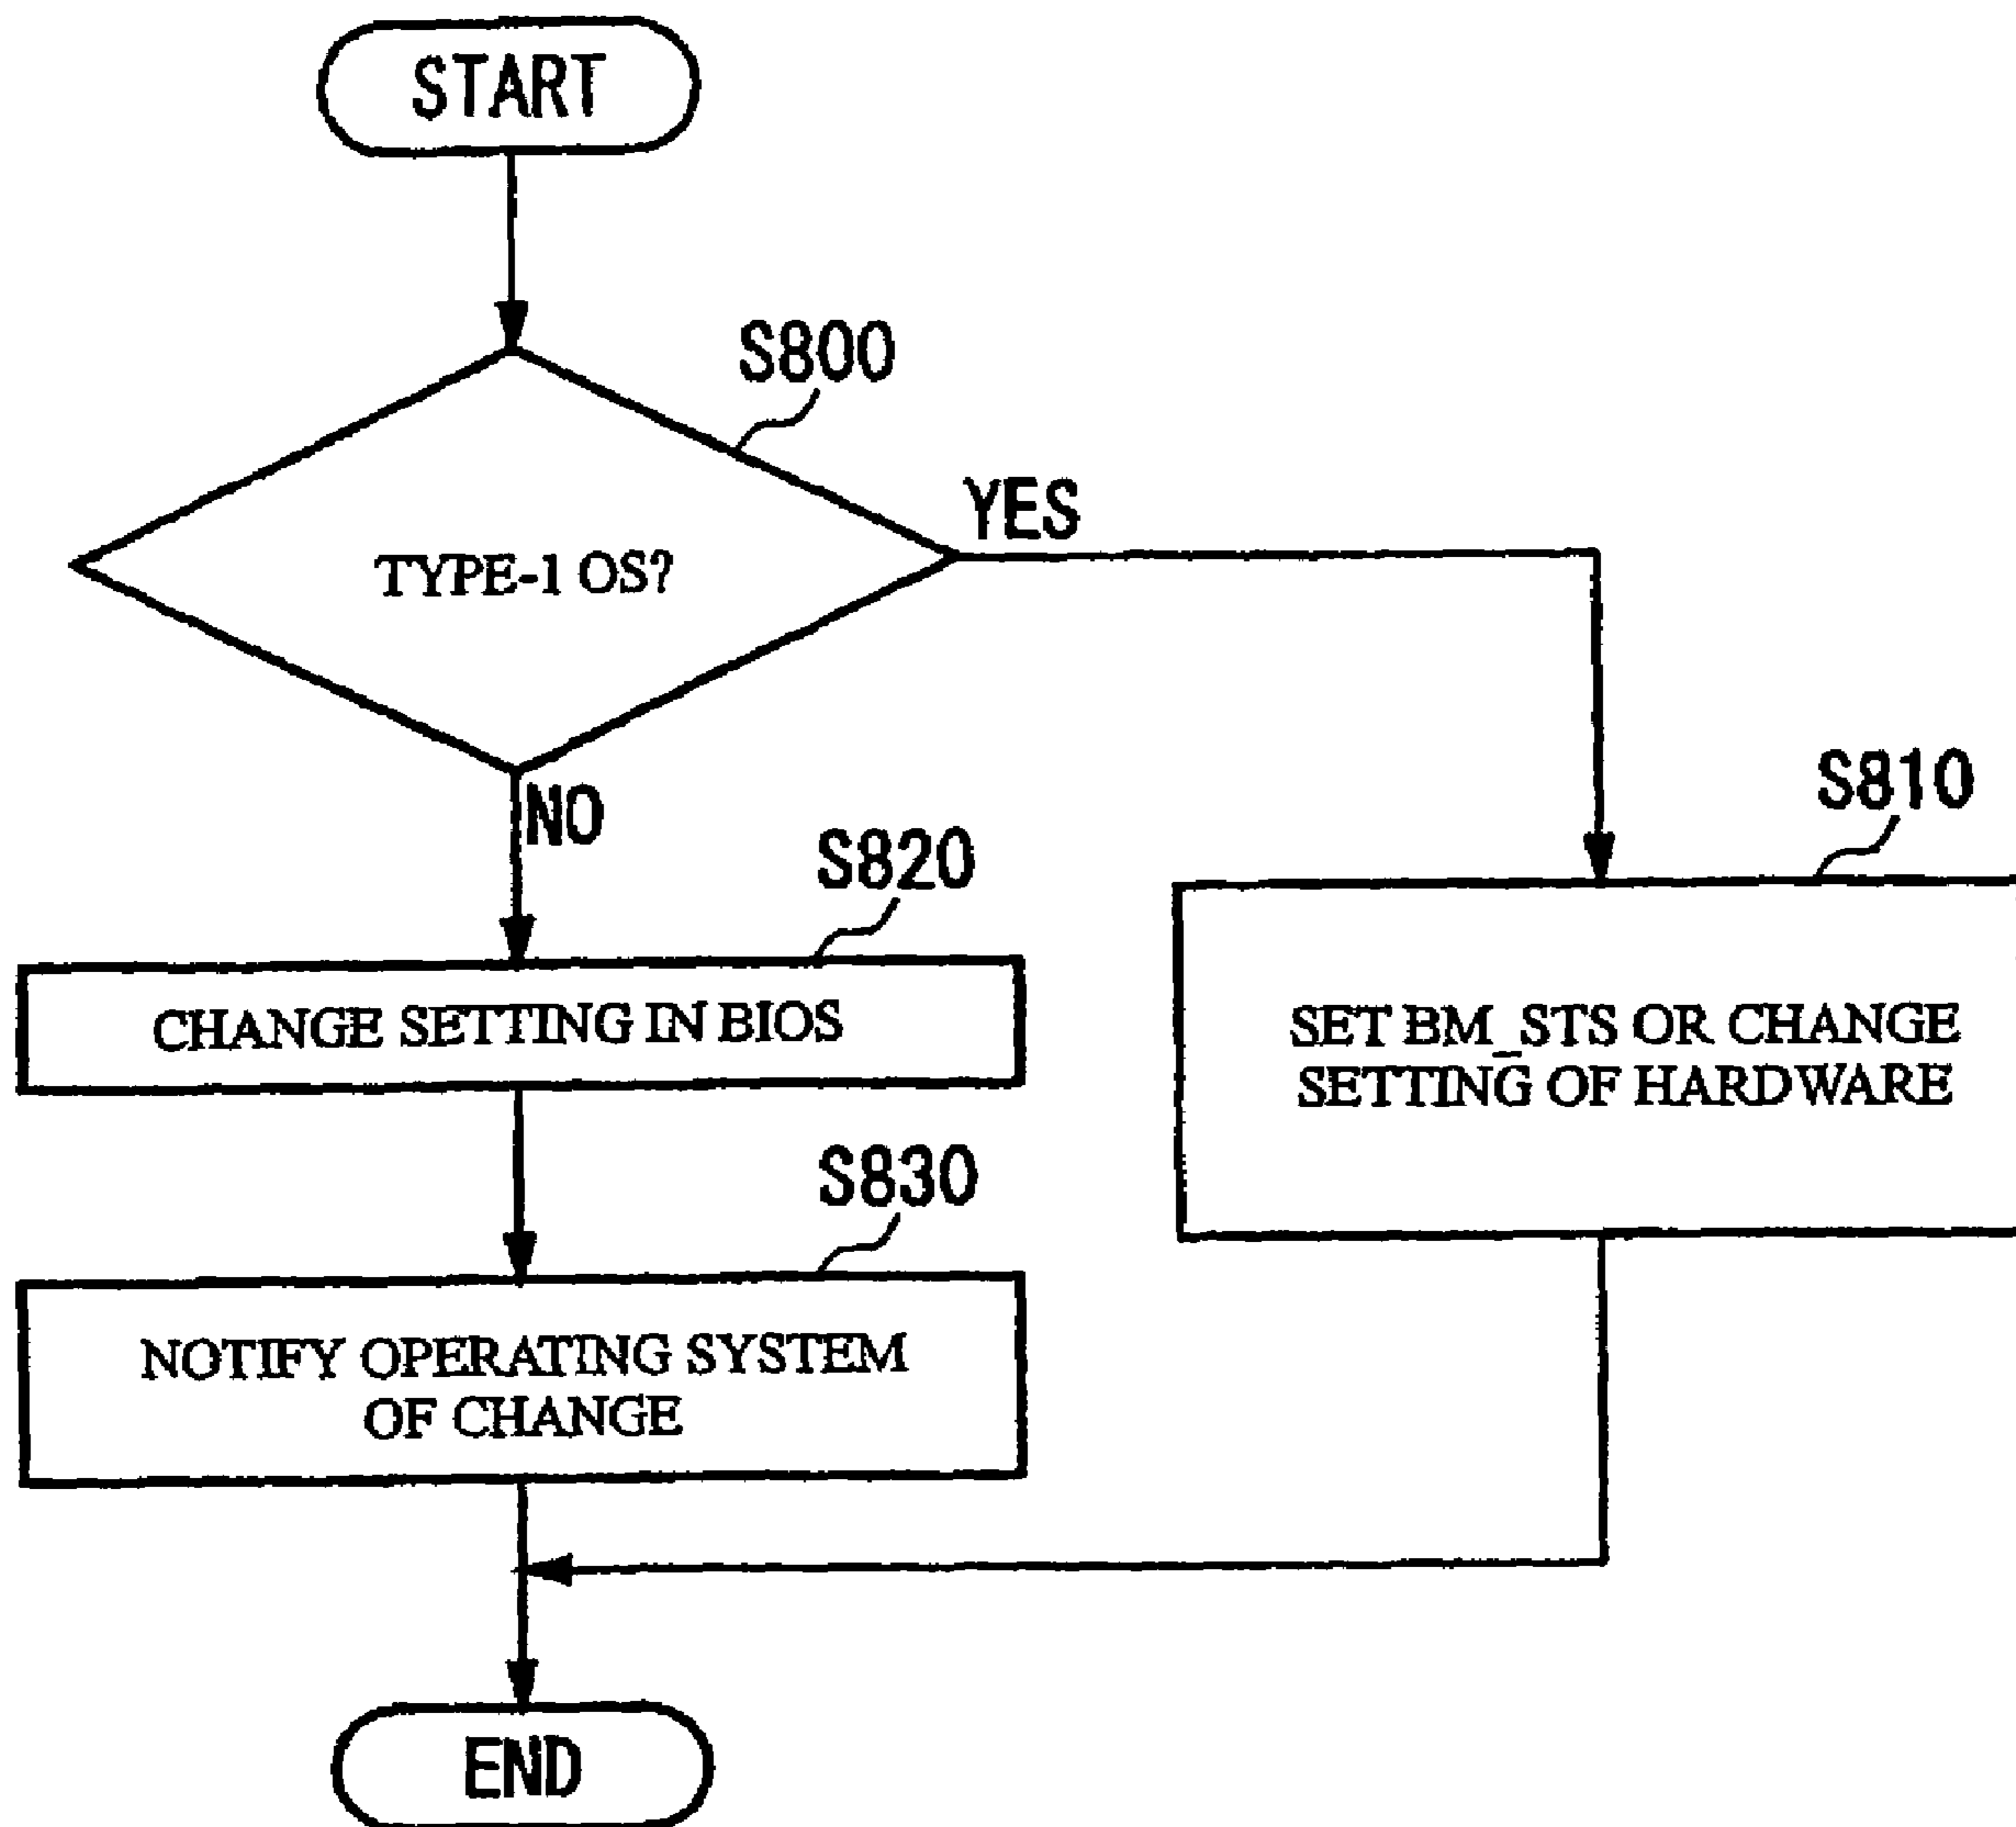 START
S800
YES
TYPE-1 OS?
NO
S810
S820
CHANGE SETTING IN BIOS
SET BM_STS OR CHANGE
SETTING OF HARDWARE
S830
NOTIFY OPERATING SYSTEM
OF CHANGE
END